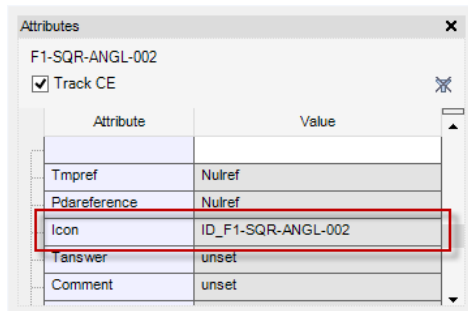 Attributes
F1-SQR-ANGL-002
Track CE
Attribute Value
Tmpref Nulref
Pdareference Nulref
Icon ID_F1-SQR-ANGL-002
Tanswer unset
Comment unset